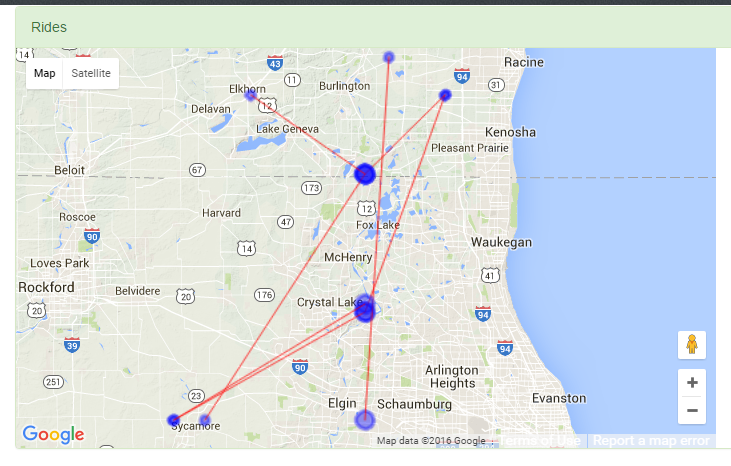 Rides
14
Map Satellite
43
Racine
94
11
31
Elkhorn
Burlington
12
Delavan
Lake Geneva
Kenosha
Pleasant Prairie
Beloit
67
173
12
Roscoe
Harvard
47
Fox Lake
90
14
Waukegan
McHenry
Loves Park
41
Rockford
Belvidere
20
176
Crystal Lake
20
94
39
94
90
Arlington
Heights
251
23
Elgin
Schaumburg
Evanston
Sycamore
+
−
Google
Map data ©2016 Google
Terms of Use
Report a map error